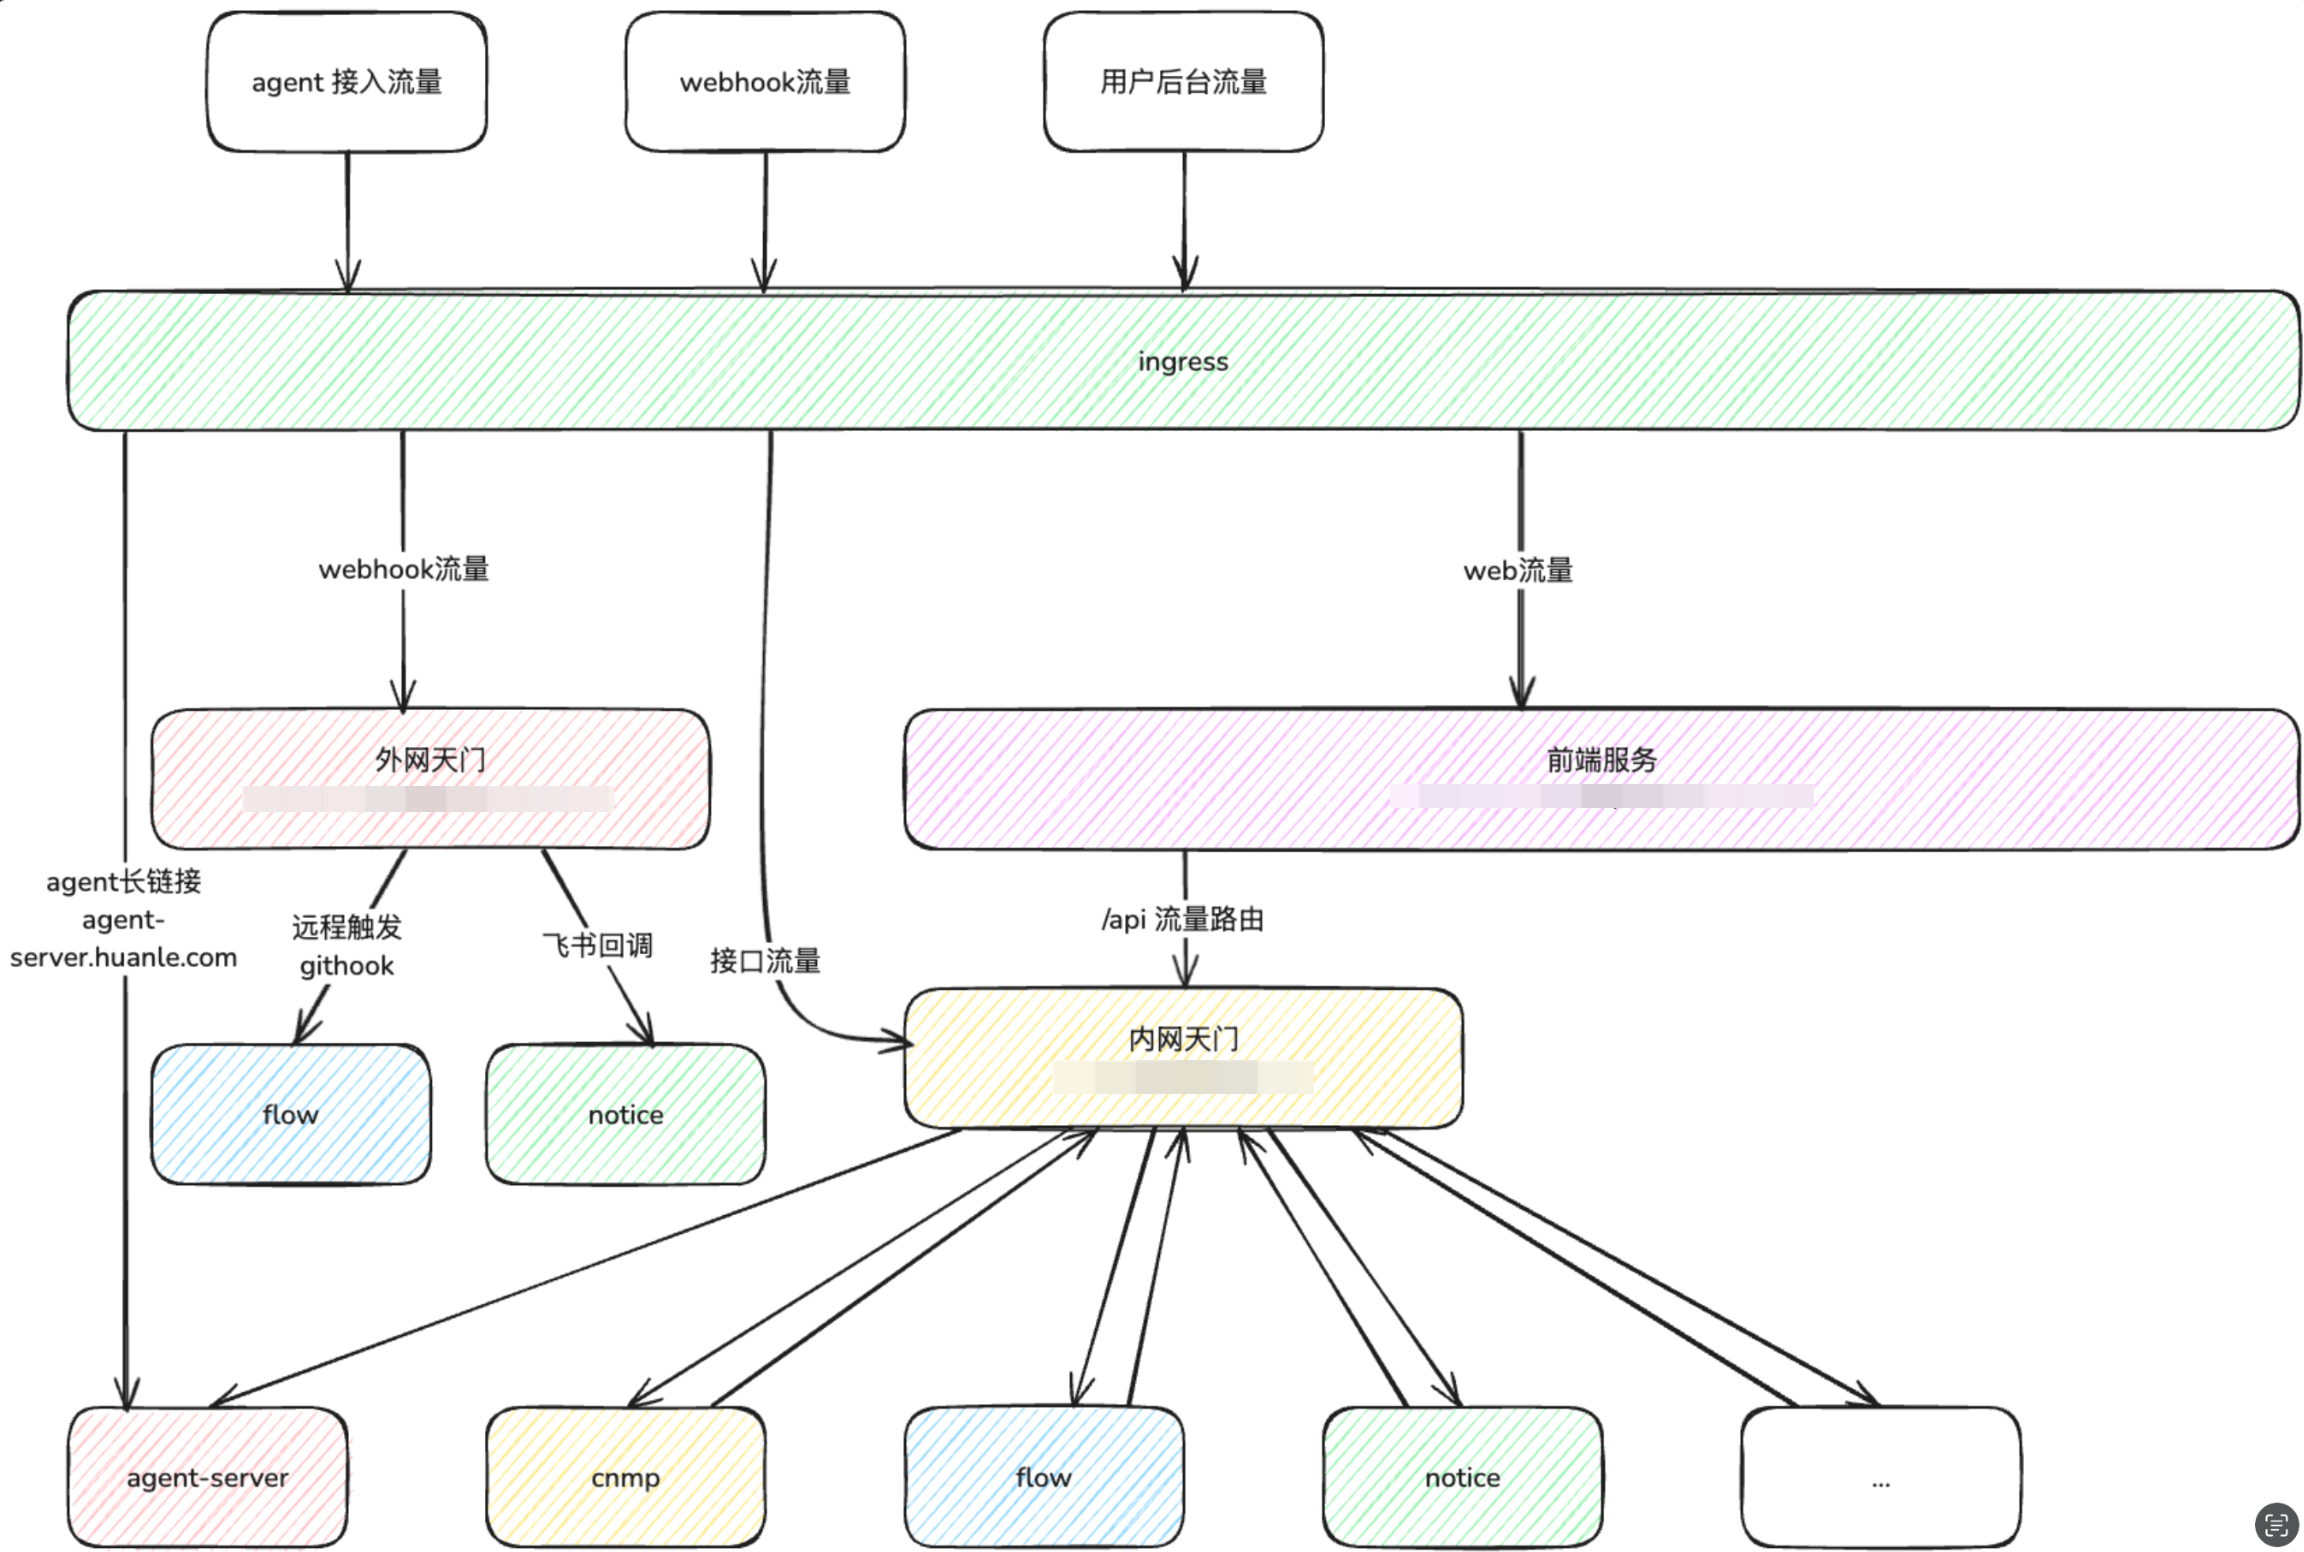 agent 接入流量
webhook流量
用户后台流量
ingress
webhook流量
web流量
外网天门
前端服务
agent长链接
agent-
server.huanle.com
远程触发
githook
飞书回调
接口流量
/api 流量路由
内网天门
flow
notice
agent-server
cnmp
flow
notice
...